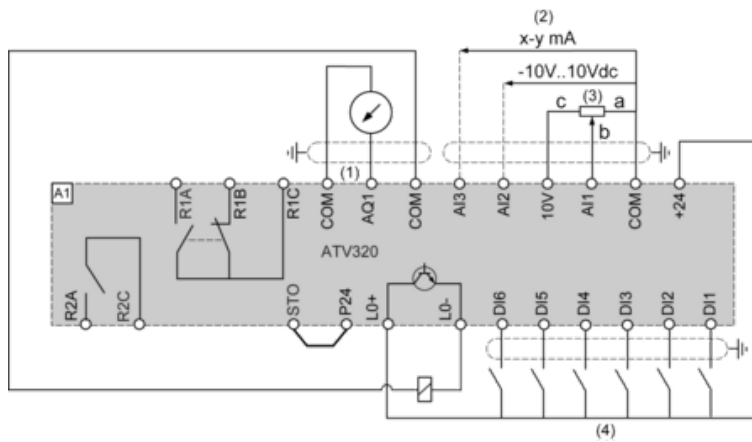 (2)
x-y mA
-10V..10Vdc
c (3) a
b
(1)
A1
R1A R1B R1C COM AQ1 COM AI3 AI2 10V AI1 COM +24
ATV320
R2A R2C STO P24 L0+ L0- DI6 DI5 DI4 DI3 DI2 DI1
(4)